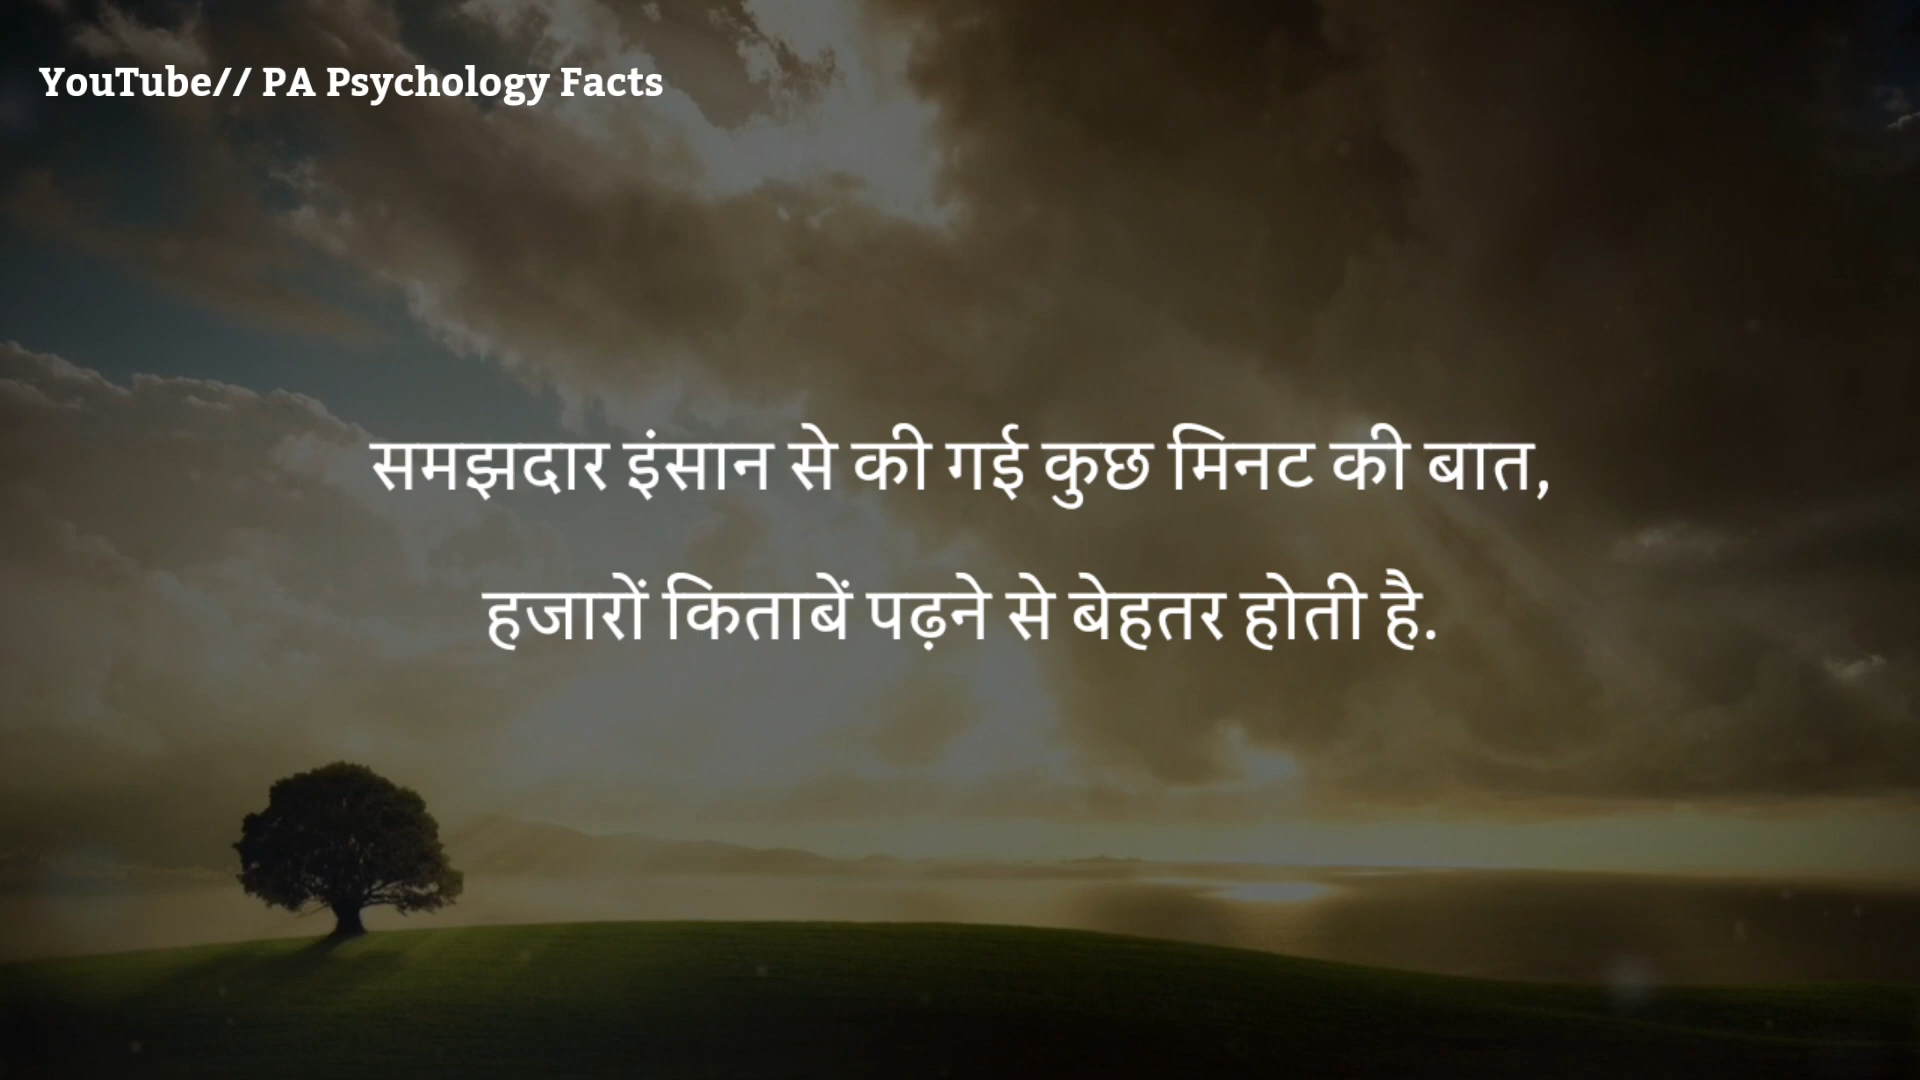 YouTube// PA Psychology Facts
समझदार इंसान से की गई कुछ मिनट की बात,
हजारों किताबें पढ़ने से बेहतर होती है.